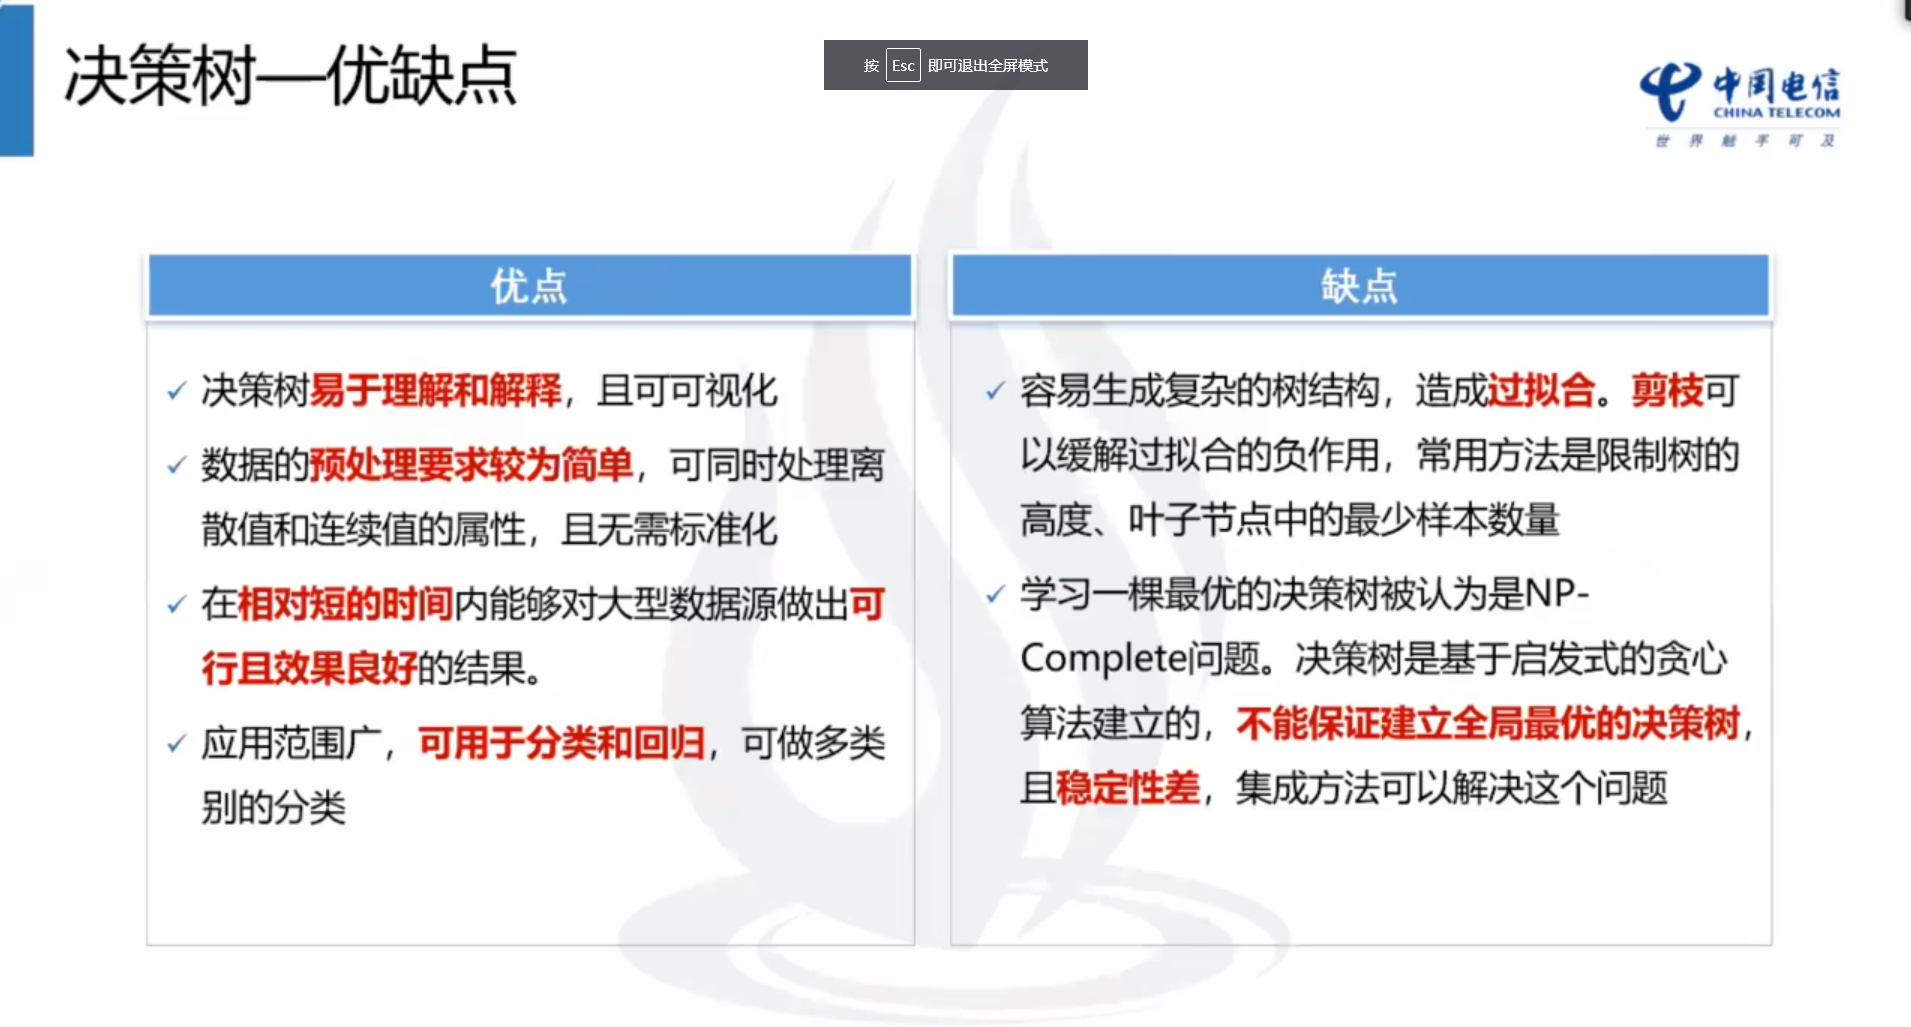 决策树—优缺点
按 Esc 即可退出全屏模式
中国电信
CHINA TELECOM
世界触手可及
优点
决策树易于理解和解释，且可可视化
数据的预处理要求较为简单，可同时处理离
散值和连续值的属性，且无需标准化
在相对短的时间内能够对大型数据源做出可
行且效果良好的结果。
应用范围广，可用于分类和回归，可做多类
别的分类
缺点
容易生成复杂的树结构，造成过拟合。剪枝可
以缓解过拟合的负作用，常用方法是限制树的
高度、叶子节点中的最少样本数量
学习一棵最优的决策树被认为是NP-
Complete问题。决策树是基于启发式的贪心
算法建立的，不能保证建立全局最优的决策树，
且稳定性差，集成方法可以解决这个问题